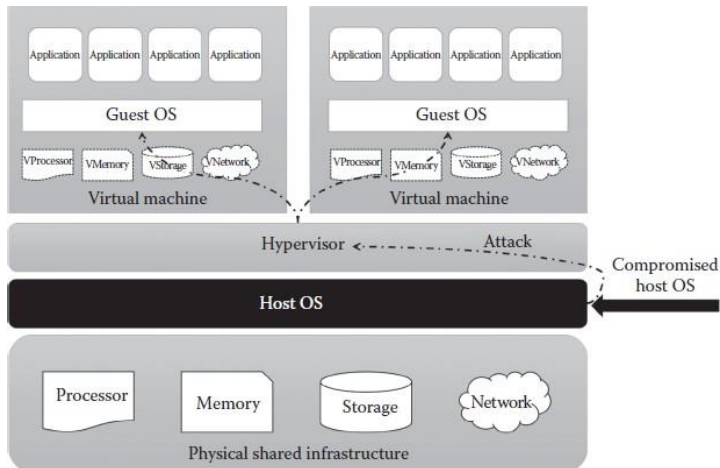 Application Application Application Application
Guest OS
VProcessor VMemory VStorage VNetwork
Virtual machine
Application Application Application Application
Guest OS
VProcessor VMemory VStorage VNetwork
Virtual machine
Hypervisor
Attack
Compromised
host OS
Host OS
Processor
Memory
Storage
Network
Physical shared infrastructure